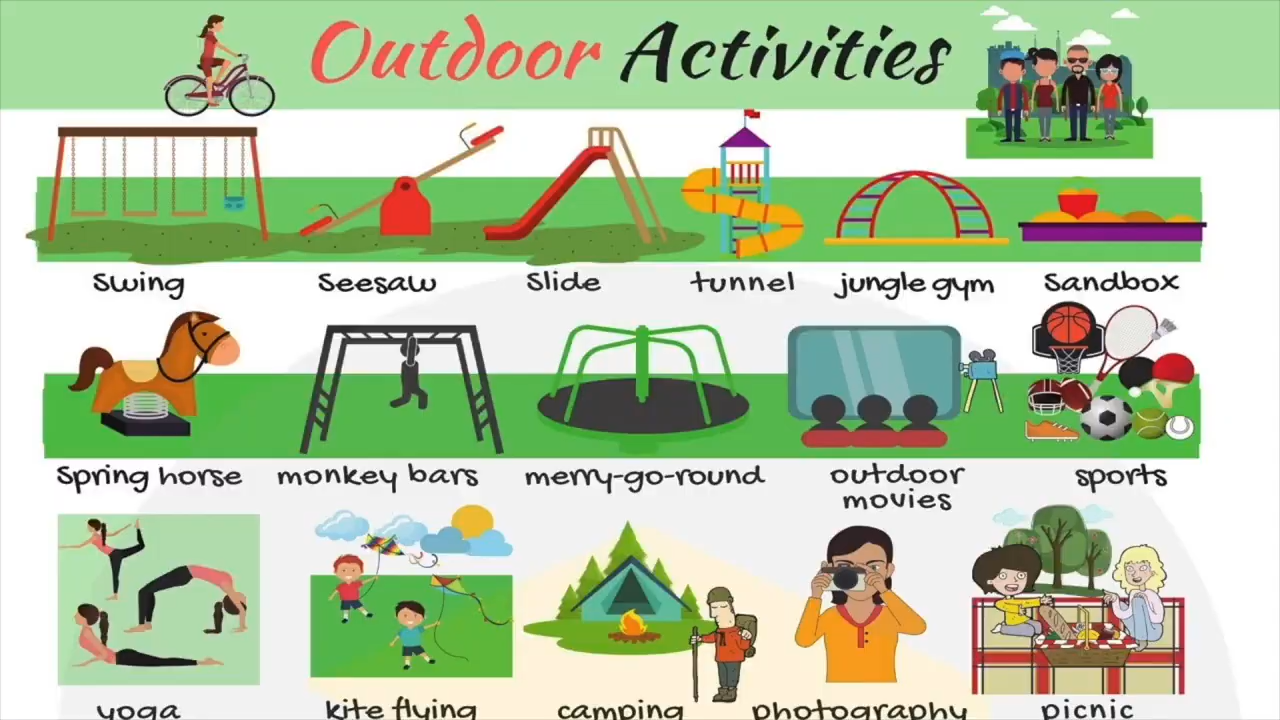 Outdoor Activities
Swing Seesaw Slide tunnel jungle gym Sandbox
Spring horse monkey bars merry-go-round outdoor movies sports
yoga kite flying camping photography picnic